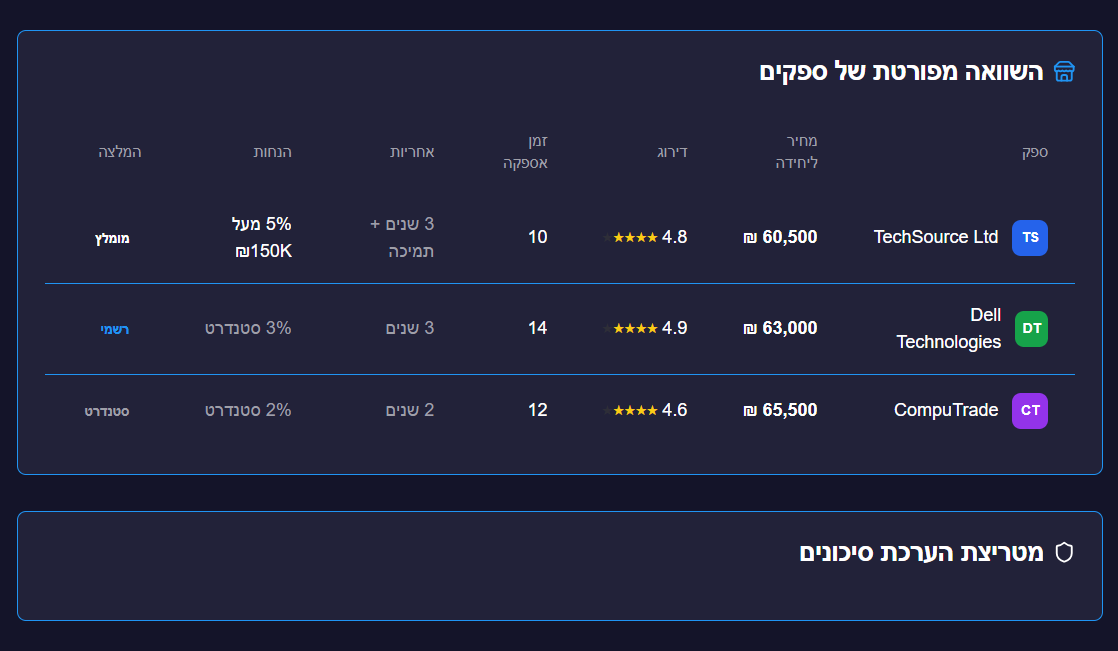 השוואה מפורטת של ספקים
ספק מחיר ליחידה דירוג זמן אספקה אחריות הנחות המלצה
TS TechSource Ltd 60,500 ₪ 4.8 ★★★★★ 10 3 שנים + תמיכה 5% מעל 150K₪ מומלץ
DT Dell Technologies 63,000 ₪ 4.9 ★★★★★ 14 3 שנים 3% סטנדרט רשמי
CT CompuTrade 65,500 ₪ 4.6 ★★★★★ 12 2 שנים 2% סטנדרט סטנדרט
מטריצת הערכת סיכונים